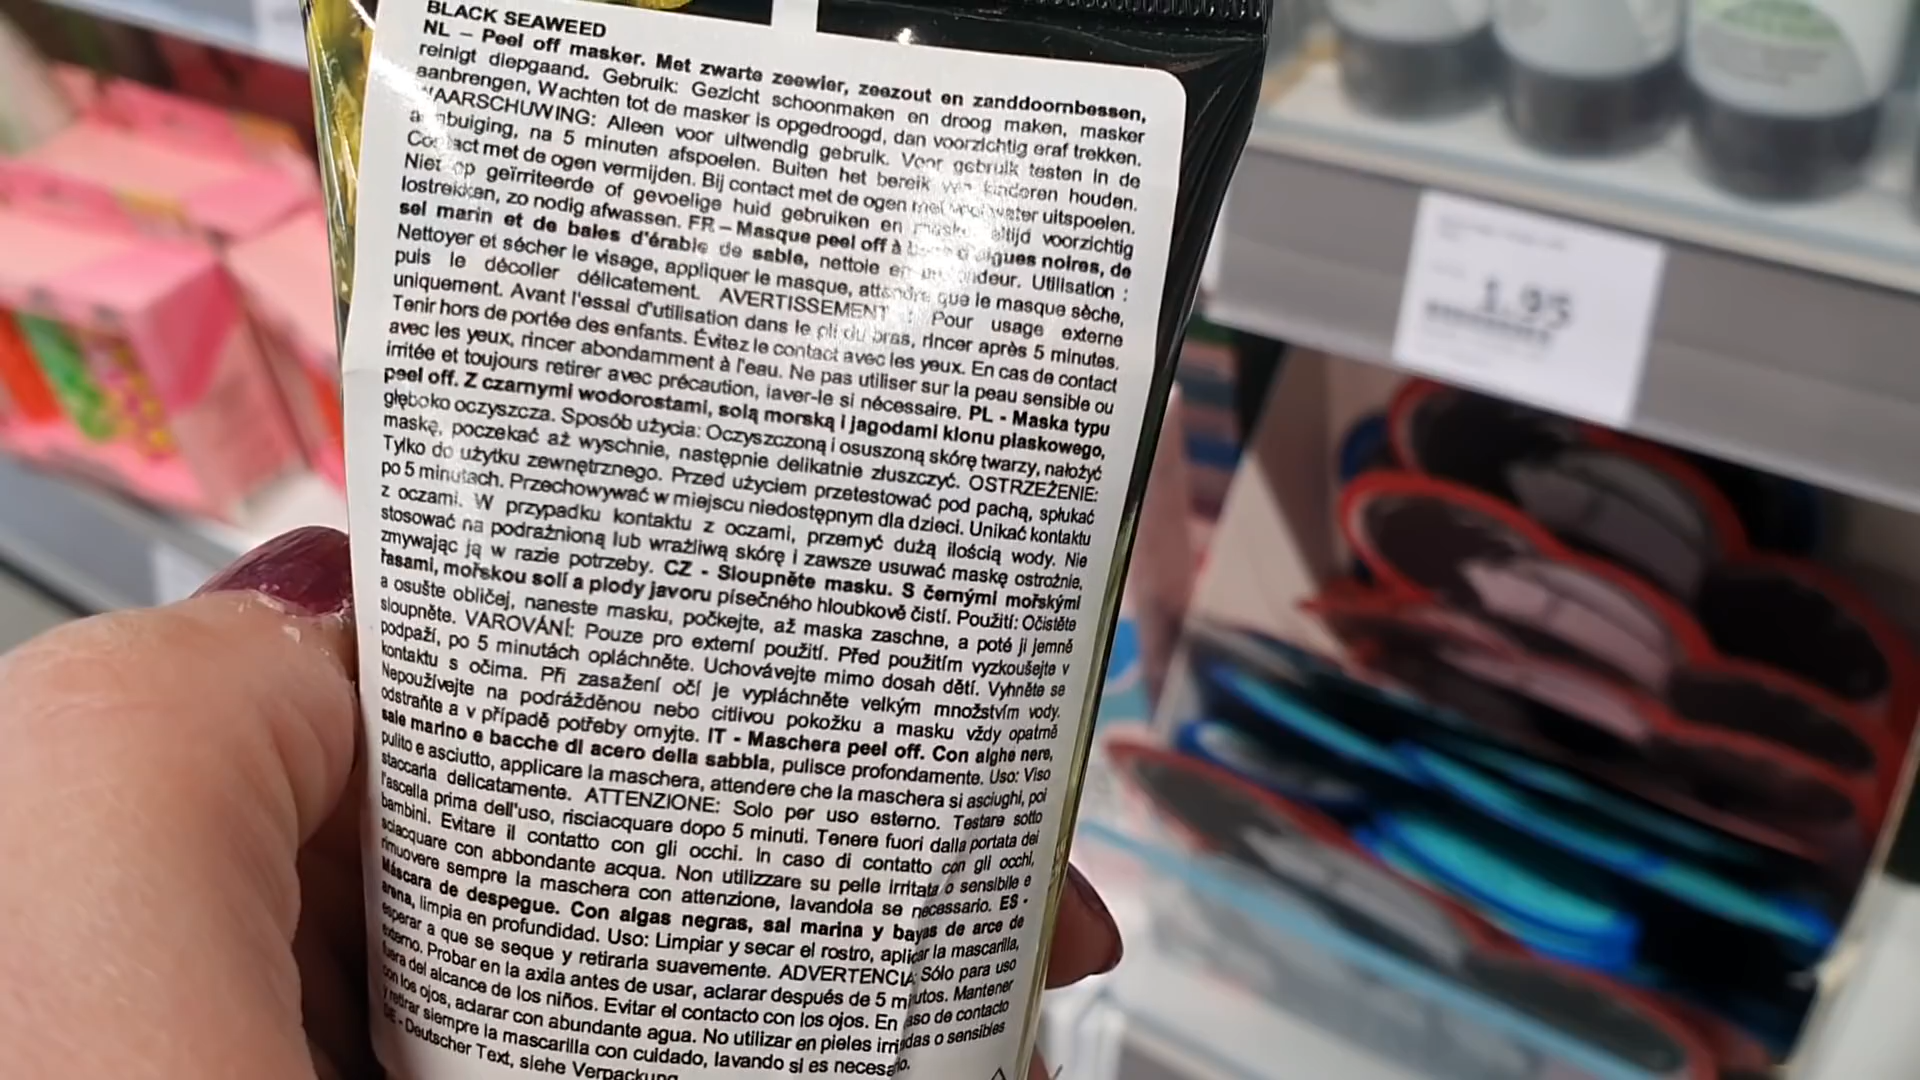 BLACK SEAWEED
NL – Peel off masker. Met zwarte zeewier, zeezout en zanddoornbessen,
reinigt diepgaand. Gebruik: Gezicht schoonmaken en droog maken, masker
aanbrengen, Wachten tot de masker is opgedroogd, dan voorzichtig eraf trekken.
WAARSCHUWING: Alleen voor uitwendig gebruik. Voor gebruik testen in de
, na 5 minuten afspoelen. Buiten het bereik van kinderen houden.
Contact met de ogen vermijden. Bij contact met de ogen met veel water uitspoelen.
Niet op geïrriteerde of gevoelige huid gebruiken en masker altijd voorzichtig
lostrekken, zo nodig afwassen. FR – Masque peel off à base d'algues noires, de
sel marin et de baies d'érable de sable, nettoie en profondeur. Utilisation :
Nettoyer et sécher le visage, appliquer le masque, attendre que le masque sèche,
puis le décoller délicatement. AVERTISSEMENT : Pour usage externe
uniquement. Avant l'essai d'utilisation dans le pli du bras, rincer après 5 minutes.
Tenir hors de portée des enfants. Évitez le contact avec les yeux. En cas de contact
avec les yeux, rincer abondamment à l'eau. Ne pas utiliser sur la peau sensible ou
irritée et toujours retirer avec précaution, laver-le si nécessaire. PL - Maska typu
peel off. Z czarnymi wodorostami, solą morską i jagodami klonu piaskowego,
głęboko oczyszcza. Sposób użycia: Oczyszczoną i osuszoną skórę twarzy, nałożyć
maskę, poczekać aż wyschnie, następnie delikatnie złuszczyć. OSTRZEŻENIE:
Tylko do użytku zewnętrznego. Przed użyciem przetestować pod pachą, spłukać
po 5 minutach. Przechowywać w miejscu niedostępnym dla dzieci. Unikać kontaktu
z oczami. W przypadku kontaktu z oczami, przemyć dużą ilością wody. Nie
stosować na podrażnioną lub wrażliwą skórę i zawsze usuwać maskę ostrożnie,
zmywając ją w razie potrzeby. CZ - Sloupněte masku. S černými mořskými
řasami, mořskou solí a plody javoru písečného hloubkově čistí. Použití: Očistěte
a osušte obličej, naneste masku, počkejte, až maska zaschne, a poté ji jemně
sloupněte. VAROVÁNÍ: Pouze pro externí použití. Před použitím vyzkoušejte v
podpaží, po 5 minutách opláchněte. Uchovávejte mimo dosah dětí. Vyhněte se
kontaktu s očima. Při zasažení očí je vypláchněte velkým množstvím vody.
Nepoužívejte na podrážděnou nebo citlivou pokožku a masku vždy opatrně
odstraňte a v případě potřeby omyjte. IT - Maschera peel off. Con alghe nere,
sale marino e bacche di acero della sabbia, pulisce profondamente. Uso: Viso
pulito e asciutto, applicare la maschera, attendere che la maschera si asciughi, poi
staccarla delicatamente. ATTENZIONE: Solo per uso esterno. Testare sotto
l'ascella prima dell'uso, risciacquare dopo 5 minuti. Tenere fuori dalla portata dei
bambini. Evitare il contatto con gli occhi. In caso di contatto con gli occhi,
sciacquare con abbondante acqua. Non utilizzare su pelle irritata o sensibile e
rimuovere sempre la maschera con attenzione, lavandola se necessario. ES -
Máscara de despegue. Con algas negras, sal marina y bayas de arce de
arena, limpia en profundidad. Uso: Limpiar y secar el rostro, aplicar la mascarilla,
esperar a que se seque y retirarla suavemente. ADVERTENCIA: Sólo para uso
externo. Probar en la axila antes de usar, aclarar después de 5 minutos. Mantener
fuera del alcance de los niños. Evitar el contacto con los ojos. En caso de contacto
con los ojos, aclarar con abundante agua. No utilizar en pieles irritadas o sensibles
y retirar siempre la mascarilla con cuidado, lavando si es necesario.
DE - Deutscher Text, siehe Verpackung
1.95